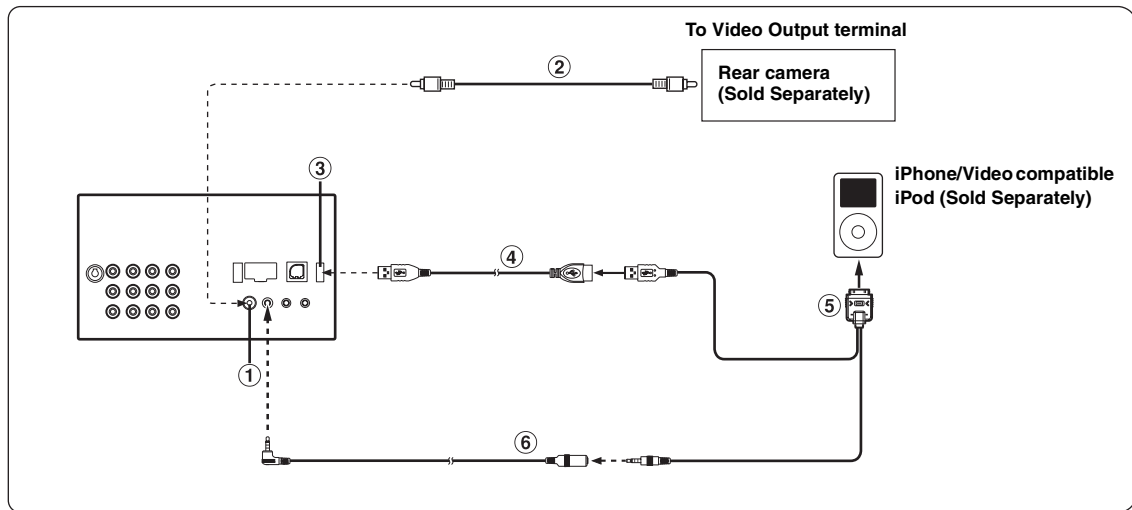 To Video Output terminal
②
Rear camera
(Sold Separately)
③
iPhone/Video compatible
iPod (Sold Separately)
④
⑤
①
⑥